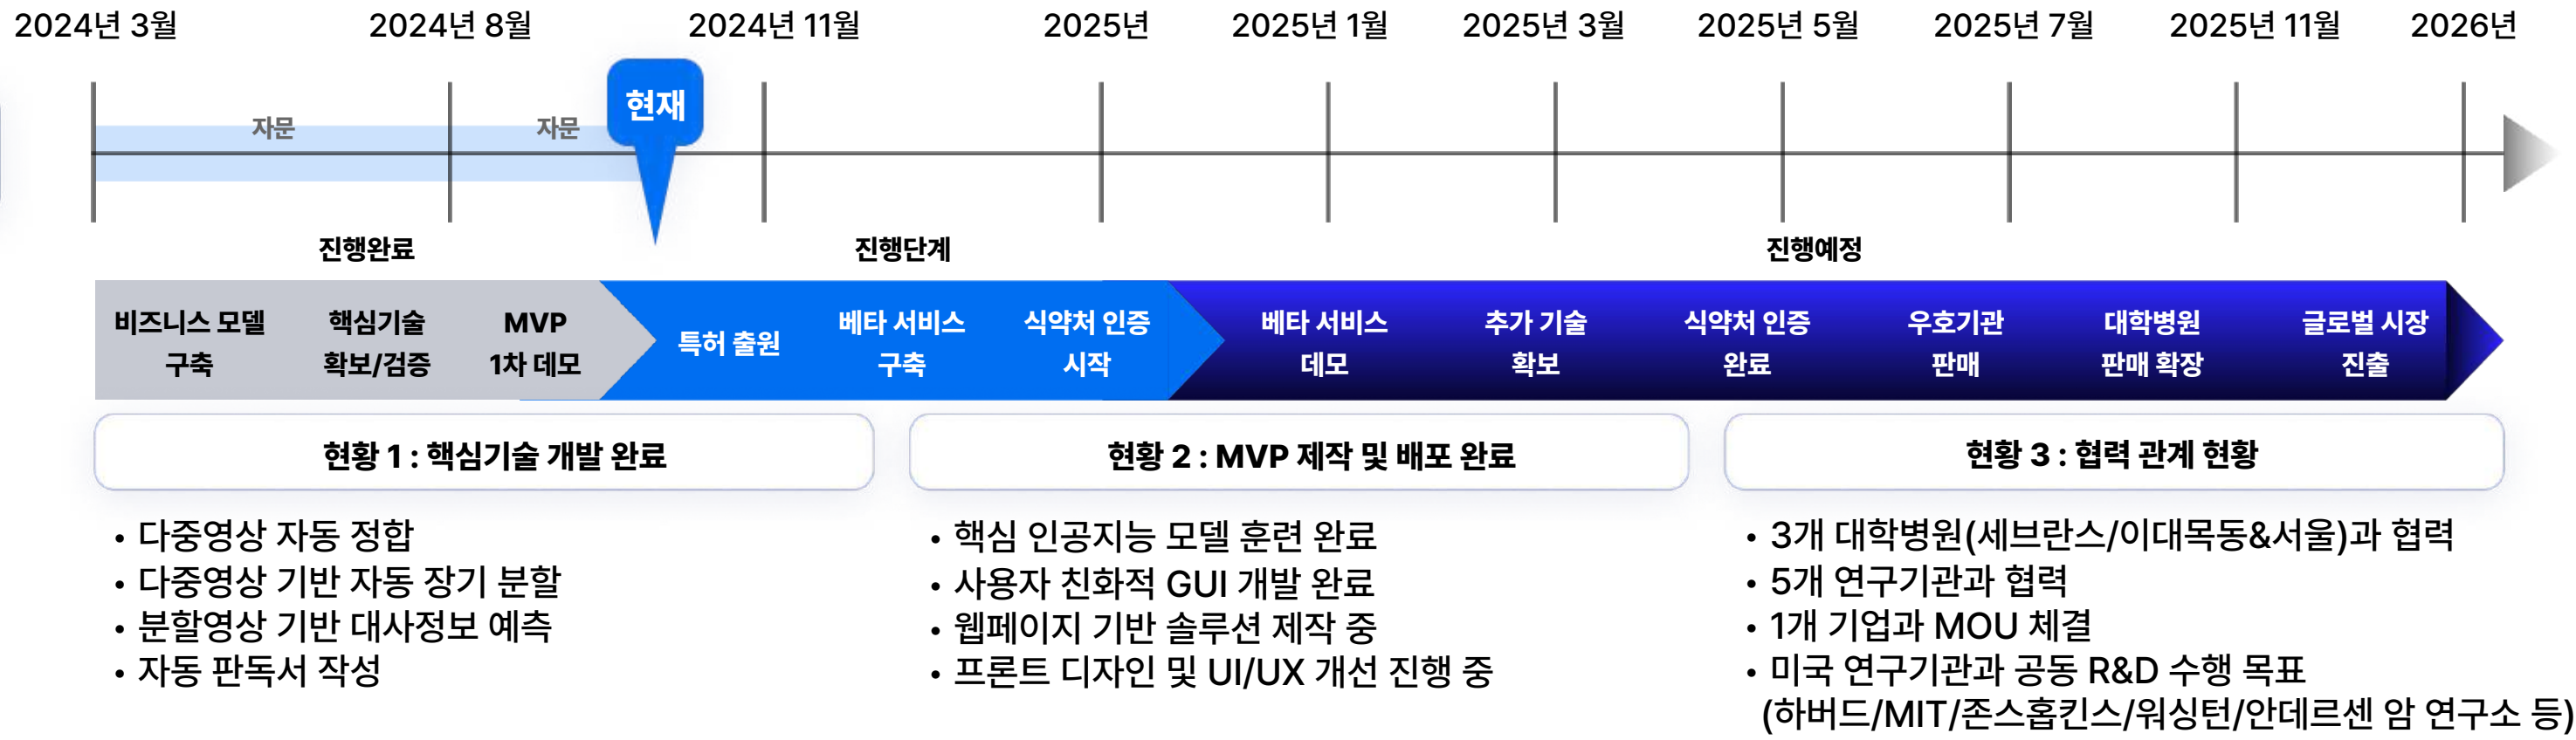 2024년 3월 2024년 8월 2024년 11월 2025년 2025년 1월 2025년 3월 2025년 5월 2025년 7월 2025년 11월 2026년
현재
자문 자문
진행완료 진행단계 진행예정
비즈니스 모델
구축
핵심기술
확보/검증
MVP
1차 데모
특허 출원
베타 서비스
구축
식약처 인증
시작
베타 서비스
데모
추가 기술
확보
식약처 인증
완료
우호기관
판매
대학병원
판매 확장
글로벌 시장
진출
현황 1 : 핵심기술 개발 완료
• 다중영상 자동 정합
• 다중영상 기반 자동 장기 분할
• 분할영상 기반 대사정보 예측
• 자동 판독서 작성
현황 2 : MVP 제작 및 배포 완료
• 핵심 인공지능 모델 훈련 완료
• 사용자 친화적 GUI 개발 완료
• 웹페이지 기반 솔루션 제작 중
• 프론트 디자인 및 UI/UX 개선 진행 중
현황 3 : 협력 관계 현황
• 3개 대학병원(세브란스/이대목동&서울)과 협력
• 5개 연구기관과 협력
• 1개 기업과 MOU 체결
• 미국 연구기관과 공동 R&D 수행 목표
(하버드/MIT/존스홉킨스/워싱턴/안데르센 암 연구소 등)